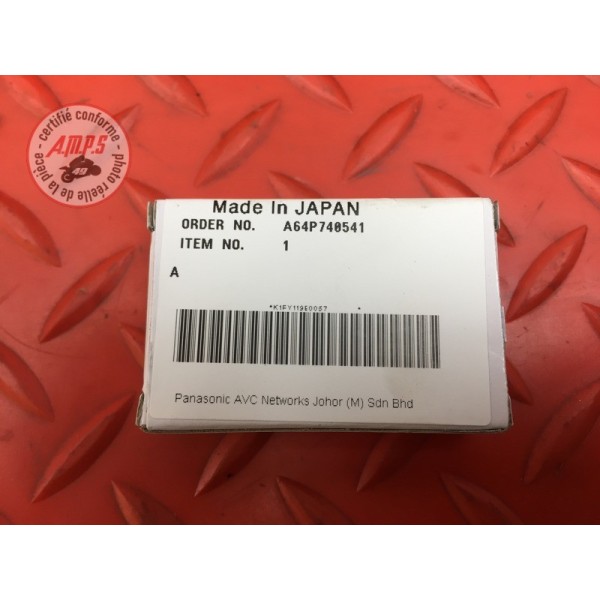 certifié conforme
A.M.P.S
49
photo réelle de la pièce
Made In JAPAN
ORDER NO. A64P740541
ITEM NO. 1
A
Panasonic AVC Networks Johor (M) Sdn Bhd